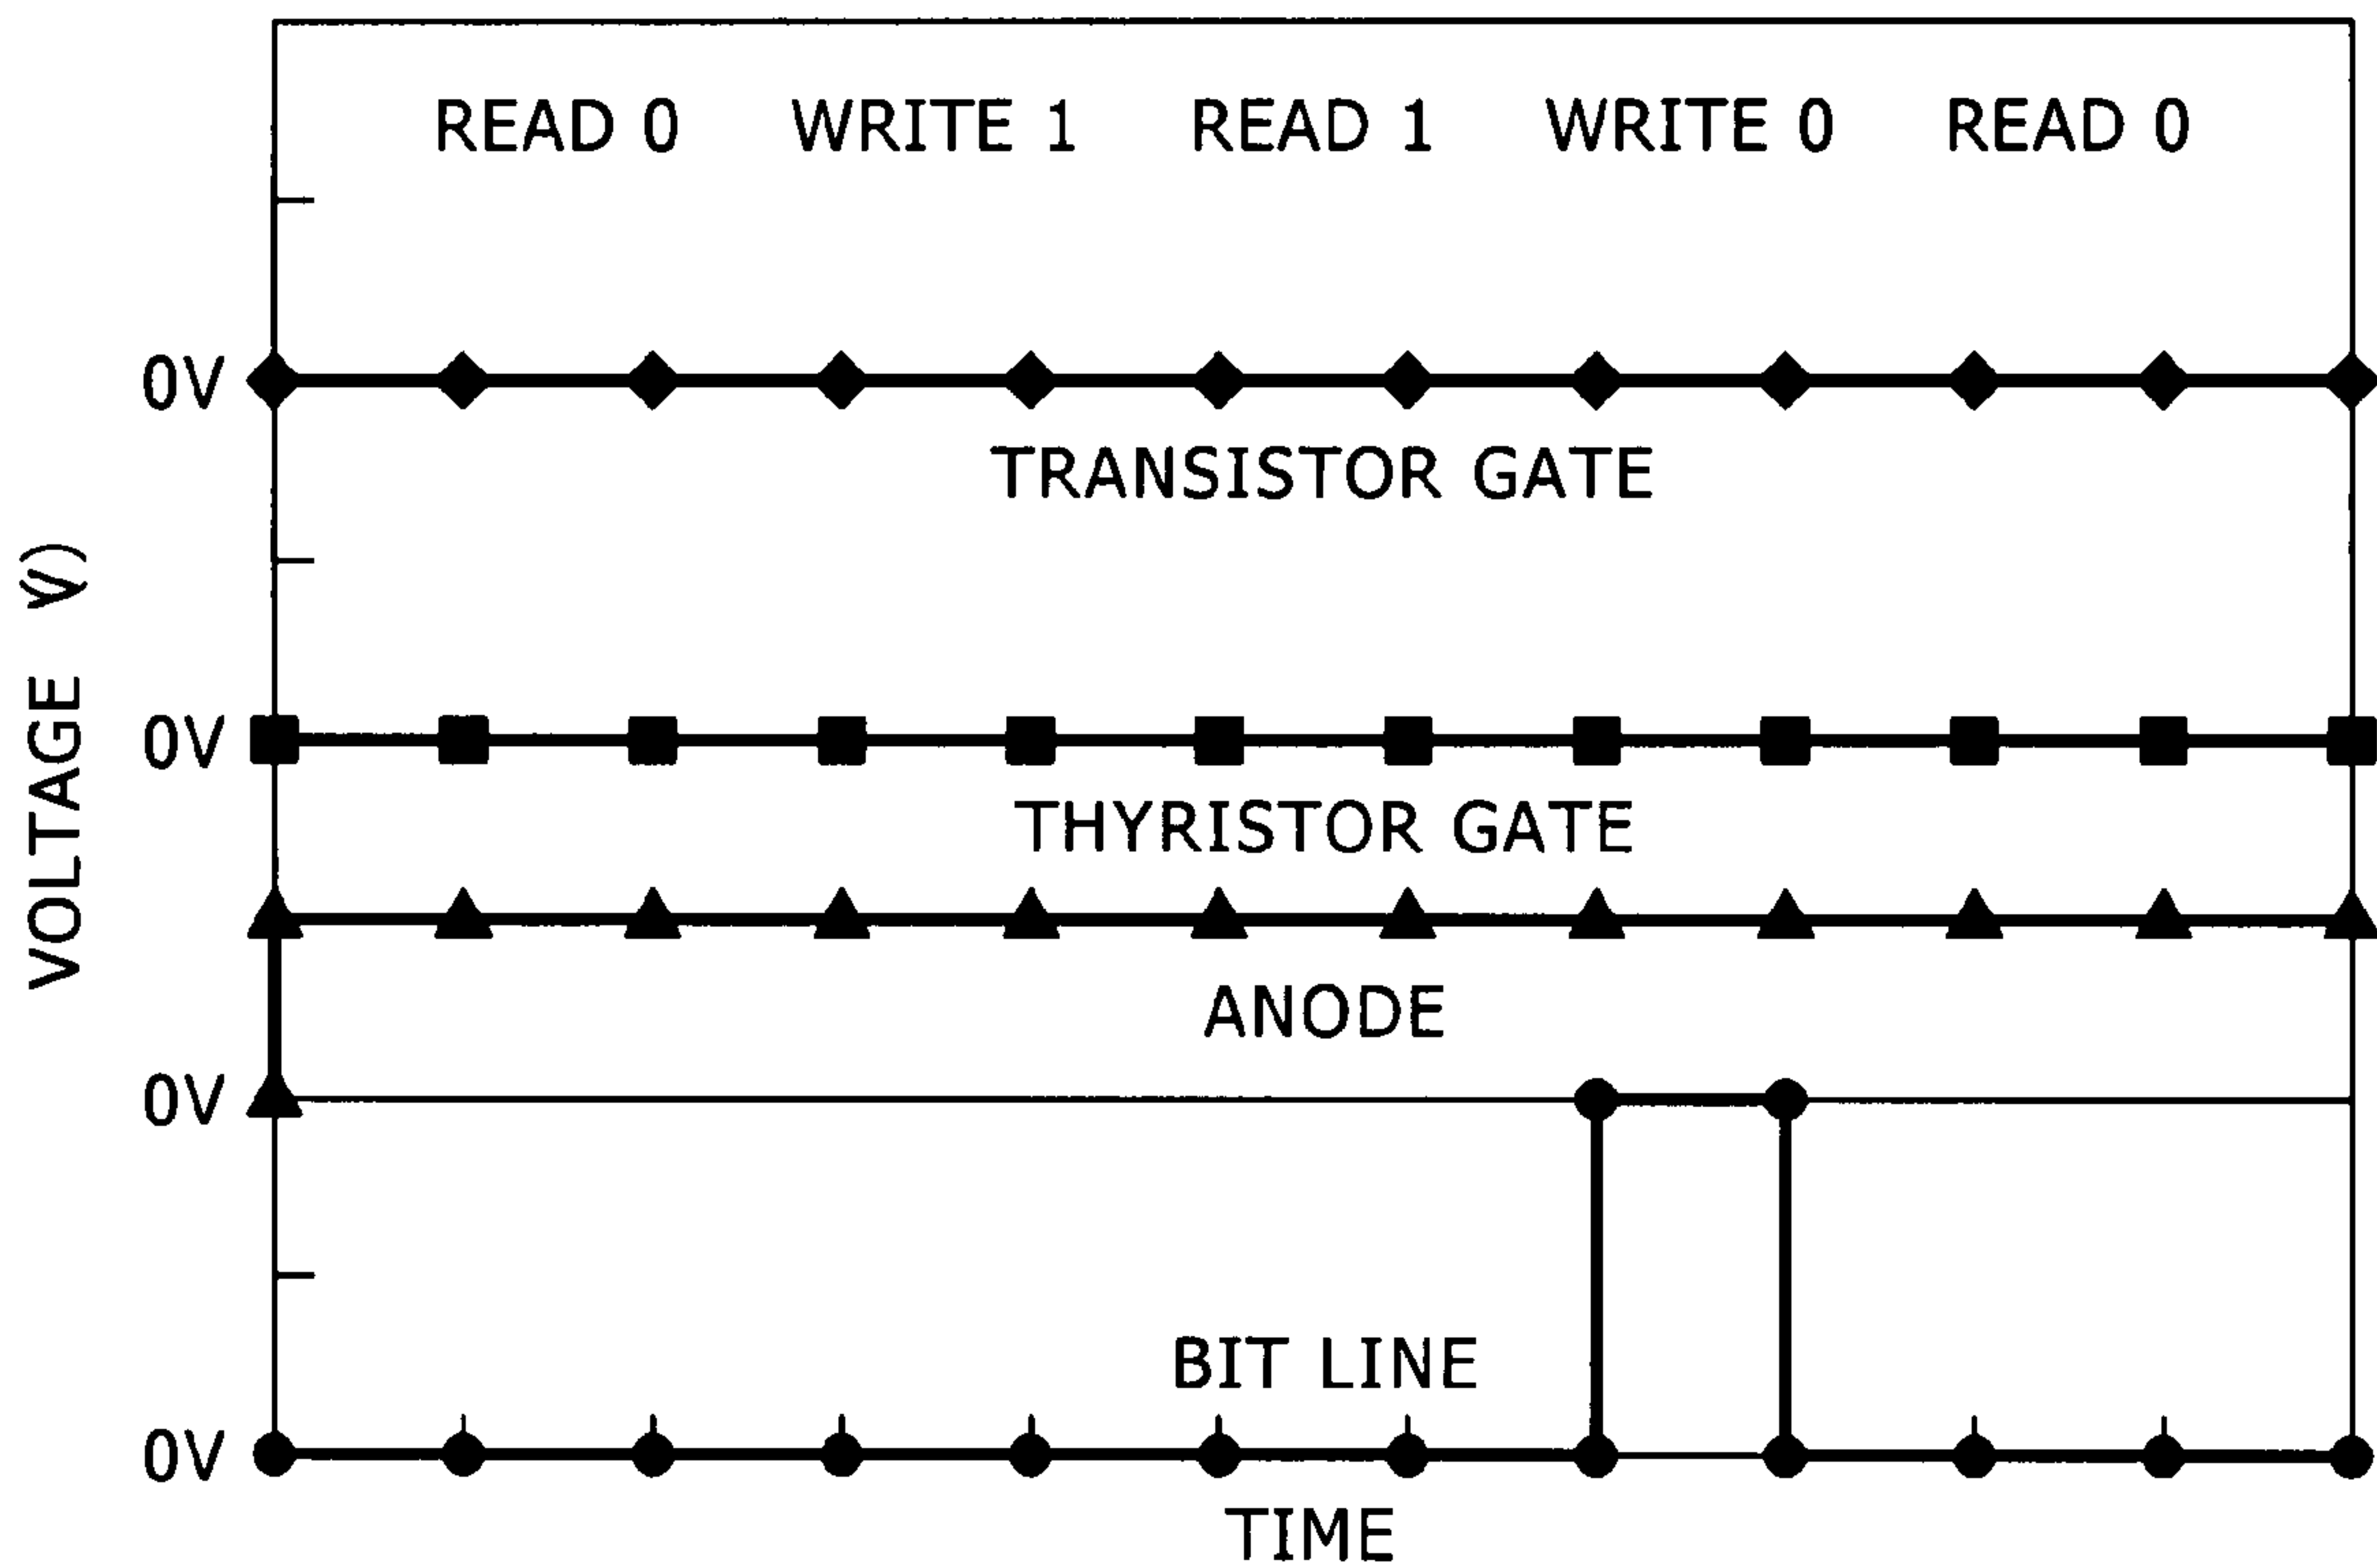 READ 0 WRITE 1 READ 1 WRITE 0 READ 0
0V
TRANSISTOR GATE
VOLTAGE (V)
0V
THYRISTOR GATE
ANODE
0V
BIT LINE
0V
TIME